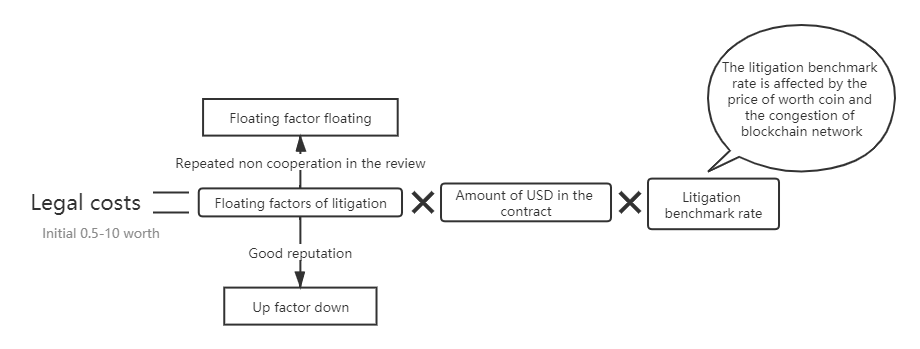 The litigation benchmark
rate is affected by the
price of worth coin and
the congestion of
blockchain network
Floating factor floating
Repeated non cooperation in the review
Legal costs
Initial 0.5-10 worth
Floating factors of litigation
Amount of USD in the
contract
Litigation
benchmark rate
Good reputation
Up factor down